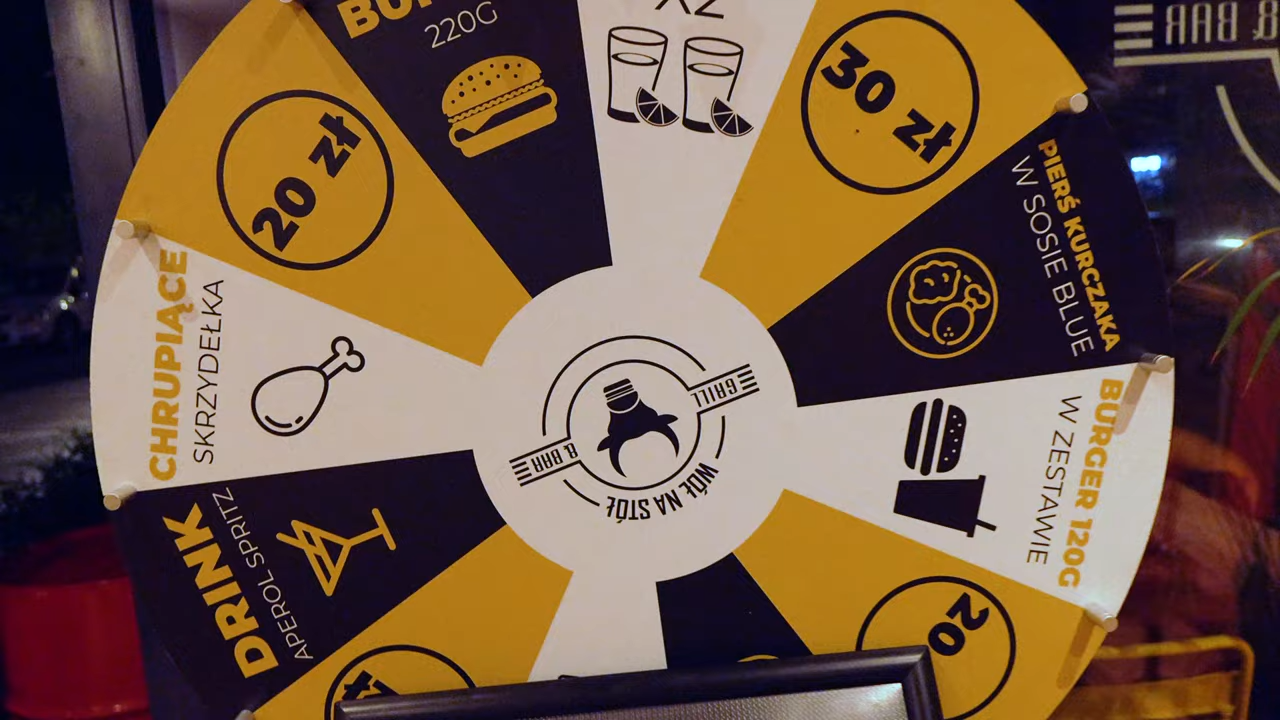 220G
X2
30 zł
PIERŚ KURCZAKA
W SOSIE BLUE
BURGER 120G
W ZESTAWIE
20
DRINK
APEROL SPRITZ
CHRUPIĄCE
SKRZYDEŁKA
20 zł
GRILL
& BAR
WÓŁ NA STÓŁ
& BAR